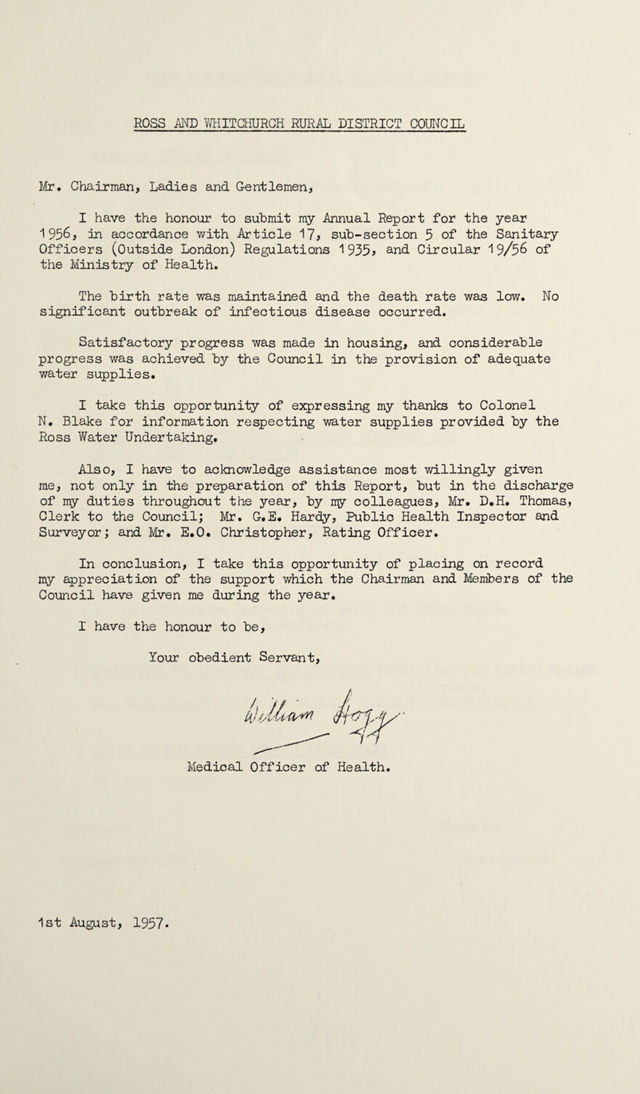 ROSS AND WHITCHURCH RURAL DISTRICT COUNCIL
Mr. Chairman, Ladies and Gentlemen,
I have the honour to submit my Annual Report for the year
1956, in accordance with Article 17, sub-section 5 of the Sanitary
Officers (Outside London) Regulations 1935, and Circular 19/56 of
the Ministry of Health.
The birth rate was maintained and the death rate was low. No
significant outbreak of infectious disease occurred.
Satisfactory progress was made in housing, and considerable
progress was achieved by the Council in the provision of adequate
water supplies.
I take this opportunity of expressing my thanks to Colonel
N. Blake for information respecting water supplies provided by the
Ross Water Undertaking.
Also, I have to acknowledge assistance most willingly given
me, not only in the preparation of this Report, but in the discharge
of my duties throughout the year, by my colleagues, Mr. D.H. Thomas,
Clerk to the Council; Mr. G.E. Hardy, Public Health Inspector and
Surveyor; and Mr. E.O. Christopher, Rating Officer.
In conclusion, I take this opportunity of placing on record
my appreciation of the support which the Chairman and Members of the
Council have given me during the year.
I have the honour to be,
Your obedient Servant,
William Hogg
Medical Officer of Health.
1st August, 1957.